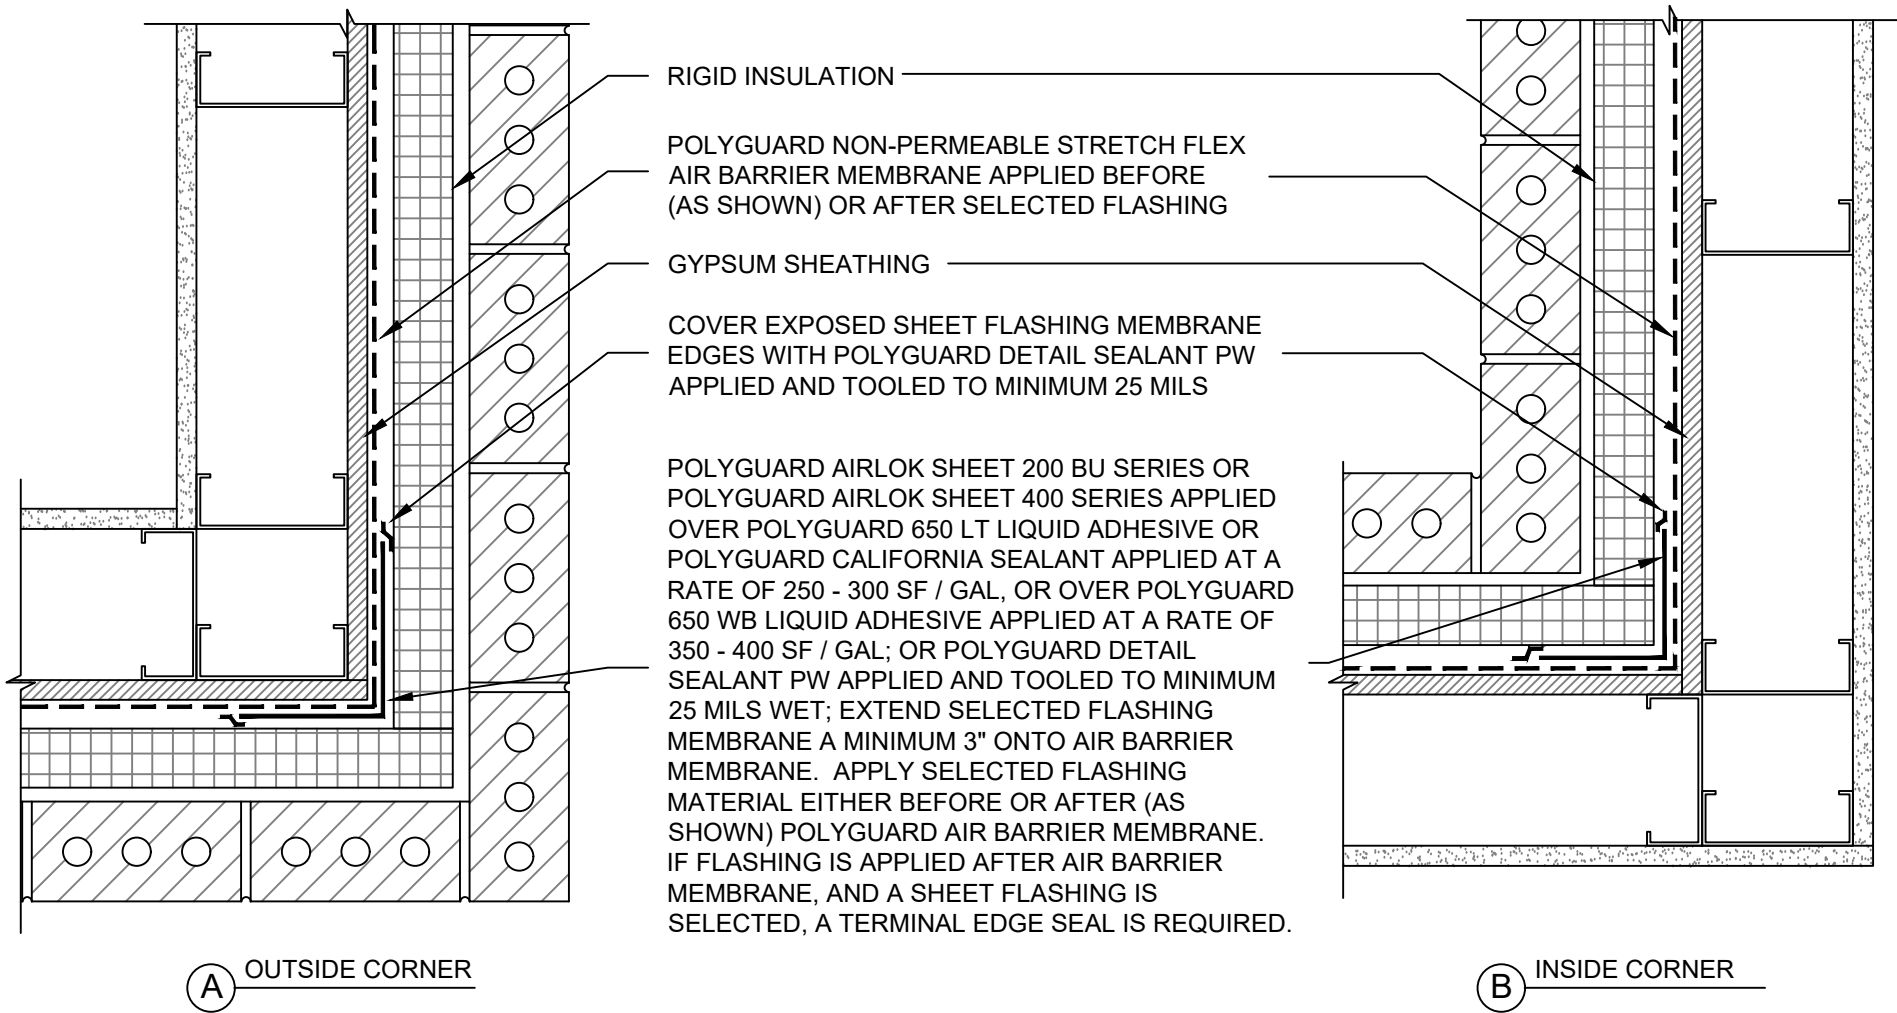 RIGID INSULATION
POLYGUARD NON-PERMEABLE STRETCH FLEX
AIR BARRIER MEMBRANE APPLIED BEFORE
(AS SHOWN) OR AFTER SELECTED FLASHING
GYPSUM SHEATHING
COVER EXPOSED SHEET FLASHING MEMBRANE
EDGES WITH POLYGUARD DETAIL SEALANT PW
APPLIED AND TOOLED TO MINIMUM 25 MILS
POLYGUARD AIRLOK SHEET 200 BU SERIES OR
POLYGUARD AIRLOK SHEET 400 SERIES APPLIED
OVER POLYGUARD 650 LT LIQUID ADHESIVE OR
POLYGUARD CALIFORNIA SEALANT APPLIED AT A
RATE OF 250 - 300 SF / GAL, OR OVER POLYGUARD
650 WB LIQUID ADHESIVE APPLIED AT A RATE OF
350 - 400 SF / GAL; OR POLYGUARD DETAIL
SEALANT PW APPLIED AND TOOLED TO MINIMUM
25 MILS WET; EXTEND SELECTED FLASHING
MEMBRANE A MINIMUM 3" ONTO AIR BARRIER
MEMBRANE.  APPLY SELECTED FLASHING
MATERIAL EITHER BEFORE OR AFTER (AS
SHOWN) POLYGUARD AIR BARRIER MEMBRANE.
IF FLASHING IS APPLIED AFTER AIR BARRIER
MEMBRANE, AND A SHEET FLASHING IS
SELECTED, A TERMINAL EDGE SEAL IS REQUIRED.
A OUTSIDE CORNER
B INSIDE CORNER